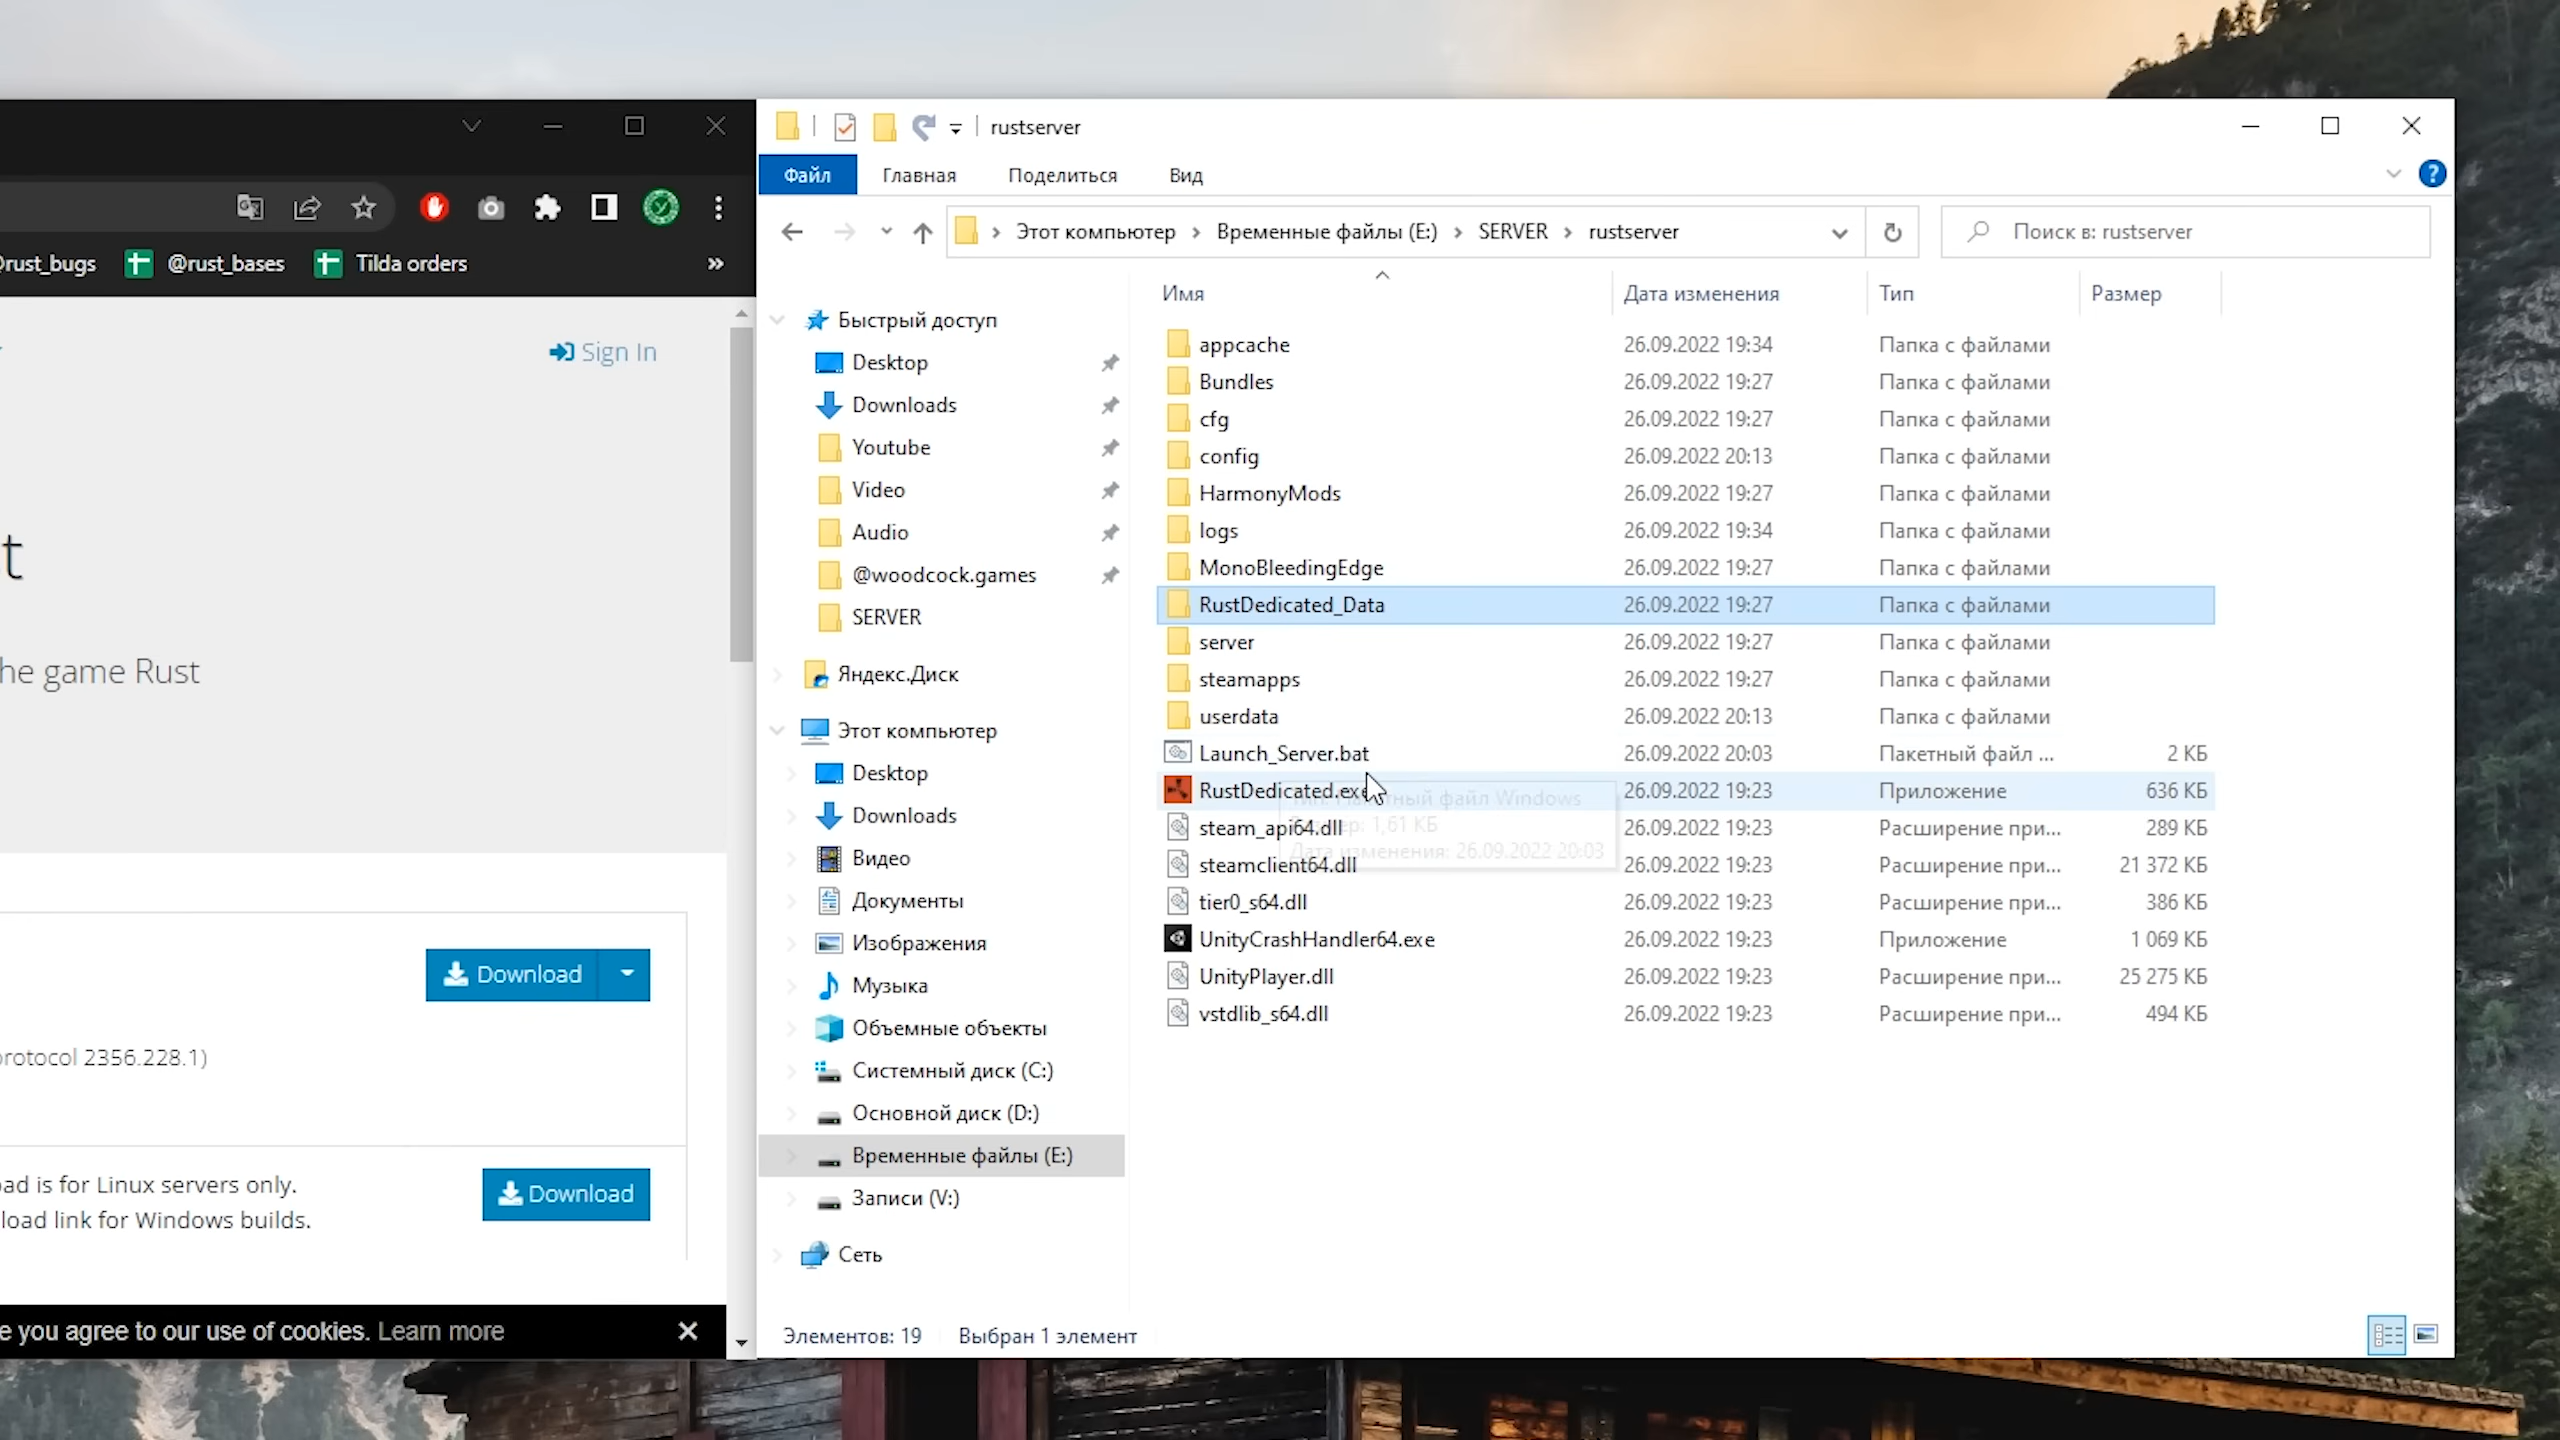 @rust_bases
Tilda orders
»
Sign In
t
he game Rust
Download
protocol 2356.228.1)
ad is for Linux servers only.
load link for Windows builds.
Download
e you agree to our use of cookies. Learn more
rustserver
Файл
Главная
Поделиться
Вид
Этот компьютер
Временные файлы (E:)
SERVER
rustserver
Поиск в: rustserver
Быстрый доступ
Desktop
Downloads
Youtube
Video
Audio
@woodcock.games
SERVER
Яндекс.Диск
Этот компьютер
Desktop
Downloads
Видео
Документы
Изображения
Музыка
Объемные объекты
Системный диск (C:)
Основной диск (D:)
Временные файлы (E:)
Записи (V:)
Сеть
Имя Дата изменения Тип Размер
appcache 26.09.2022 19:34 Папка с файлами
Bundles 26.09.2022 19:27 Папка с файлами
cfg 26.09.2022 19:27 Папка с файлами
config 26.09.2022 20:13 Папка с файлами
HarmonyMods 26.09.2022 19:27 Папка с файлами
logs 26.09.2022 19:34 Папка с файлами
MonoBleedingEdge 26.09.2022 19:27 Папка с файлами
RustDedicated_Data 26.09.2022 19:27 Папка с файлами
server 26.09.2022 19:27 Папка с файлами
steamapps 26.09.2022 19:27 Папка с файлами
userdata 26.09.2022 20:13 Папка с файлами
Launch_Server.bat 26.09.2022 20:03 Пакетный файл ... 2 КБ
RustDedicated.exe 26.09.2022 19:23 Приложение 636 КБ
steam_api64.dll 26.09.2022 19:23 Расширение при... 289 КБ
steamclient64.dll 26.09.2022 19:23 Расширение при... 21 372 КБ
tier0_s64.dll 26.09.2022 19:23 Расширение при... 386 КБ
UnityCrashHandler64.exe 26.09.2022 19:23 Приложение 1 069 КБ
UnityPlayer.dll 26.09.2022 19:23 Расширение при... 25 275 КБ
vstdlib_s64.dll 26.09.2022 19:23 Расширение при... 494 КБ
файл Windows
1,61 КБ
Дата изменения: 26.09.2022 20:03
Элементов: 19 Выбран 1 элемент